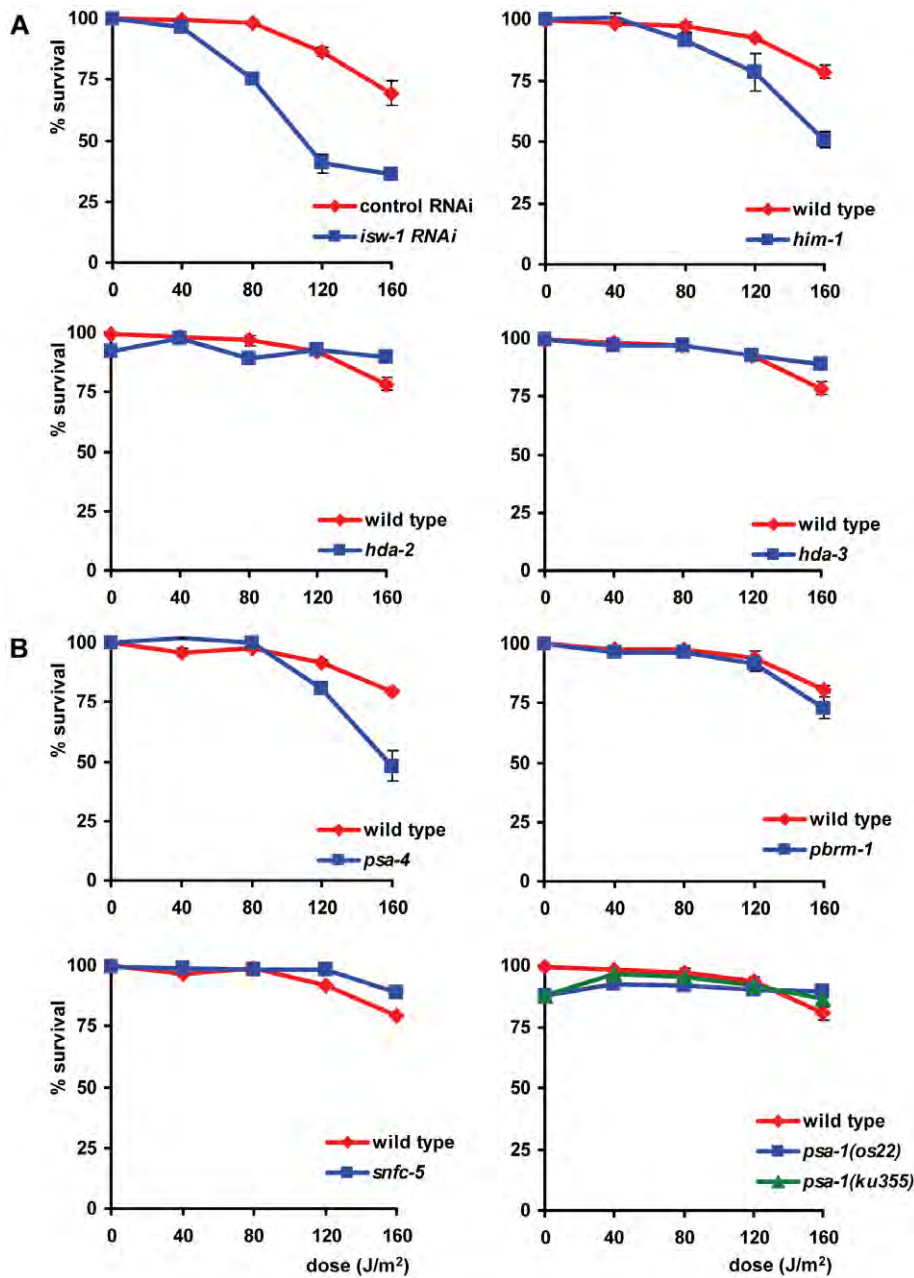 A
% survival
100
75
50
25
0
control RNAi
isw-1 RNAi
0 40 80 120 160
100
75
50
25
0
wild type
him-1
0 40 80 120 160
% survival
100
75
50
25
0
wild type
hda-2
0 40 80 120 160
100
75
50
25
0
wild type
hda-3
0 40 80 120 160
B
% survival
100
75
50
25
0
wild type
psa-4
0 40 80 120 160
100
75
50
25
0
wild type
pbrm-1
0 40 80 120 160
% survival
100
75
50
25
0
wild type
snfc-5
0 40 80 120 160
dose (J/m²)
100
75
50
25
0
wild type
psa-1(os22)
psa-1(ku355)
0 40 80 120 160
dose (J/m²)